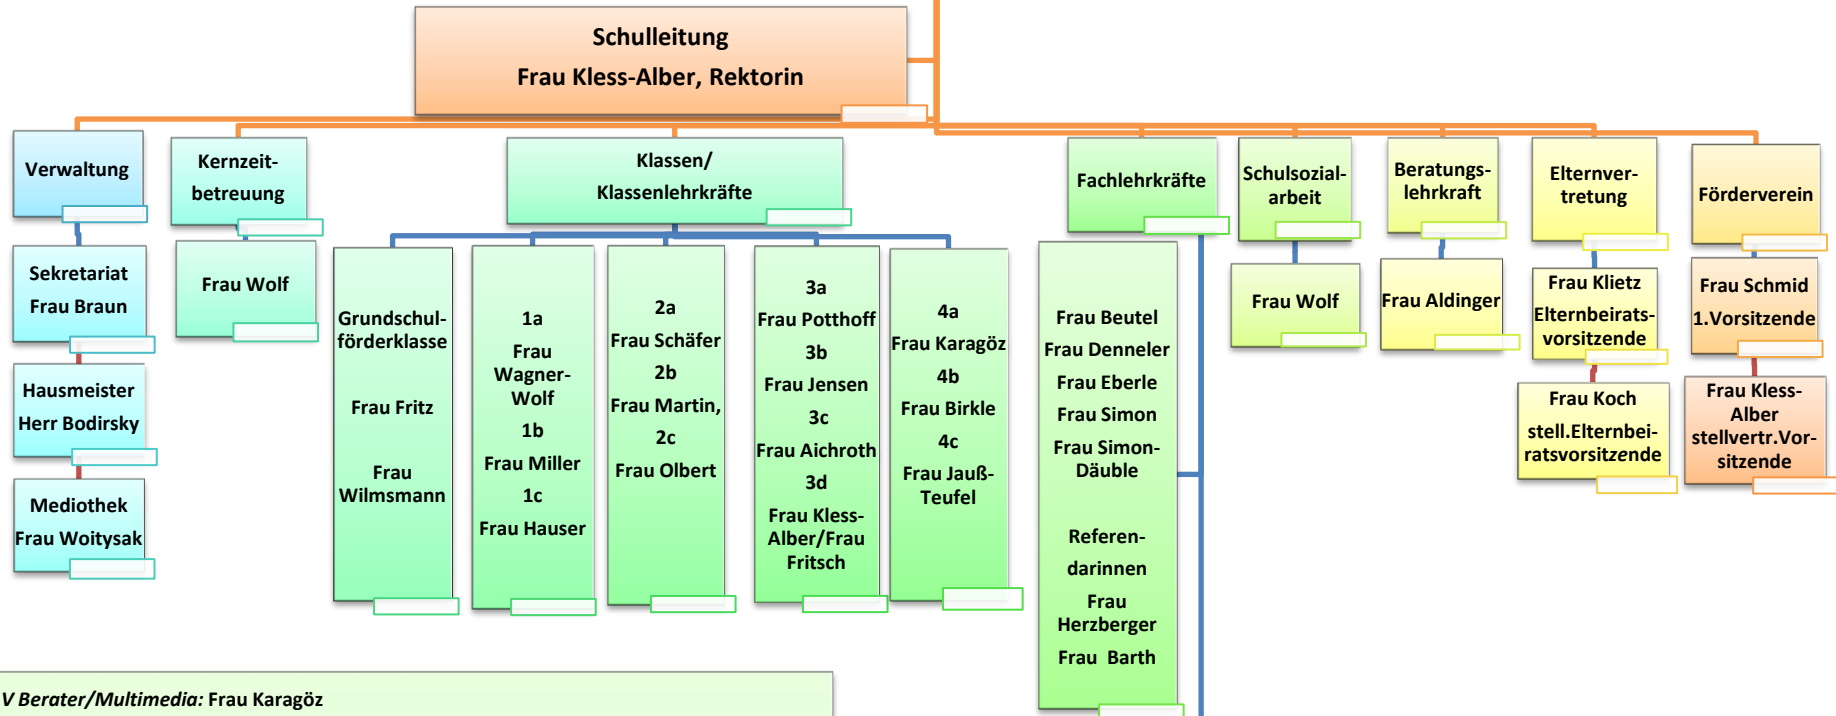 Schulleitung
Frau Kless-Alber, Rektorin
Verwaltung
Sekretariat
Frau Braun
Hausmeister
Herr Bodirsky
Mediothek
Frau Woitysak
Kernzeit-
betreuung
Frau Wolf
Klassen/
Klassenlehrkräfte
Grundschul-
förderklasse
Frau Fritz
Frau
Wilmsmann
1a
Frau
Wagner-
Wolf
1b
Frau Miller
1c
Frau Hauser
2a
Frau Schäfer
2b
Frau Martin,
2c
Frau Olbert
3a
Frau Potthoff
3b
Frau Jensen
3c
Frau Aichroth
3d
Frau Kless-
Alber/Frau
Fritsch
4a
Frau Karagöz
4b
Frau Birkle
4c
Frau Jauß-
Teufel
Fachlehrkräfte
Frau Beutel
Frau Denneler
Frau Eberle
Frau Simon
Frau Simon-
Däuble
Referen-
darinnen
Frau
Herzberger
Frau Barth
Schulsozial-
arbeit
Frau Wolf
Beratungs-
lehrkraft
Frau Aldinger
Elternver-
tretung
Frau Klietz
Elternbeirats-
vorsitzende
Frau Koch
stell.Elternbei-
ratsvorsitzende
Förderverein
Frau Schmid
1.Vorsitzende
Frau Kless-
Alber
stellvertr.Vor-
sitzende
V Berater/Multimedia: Frau Karagöz